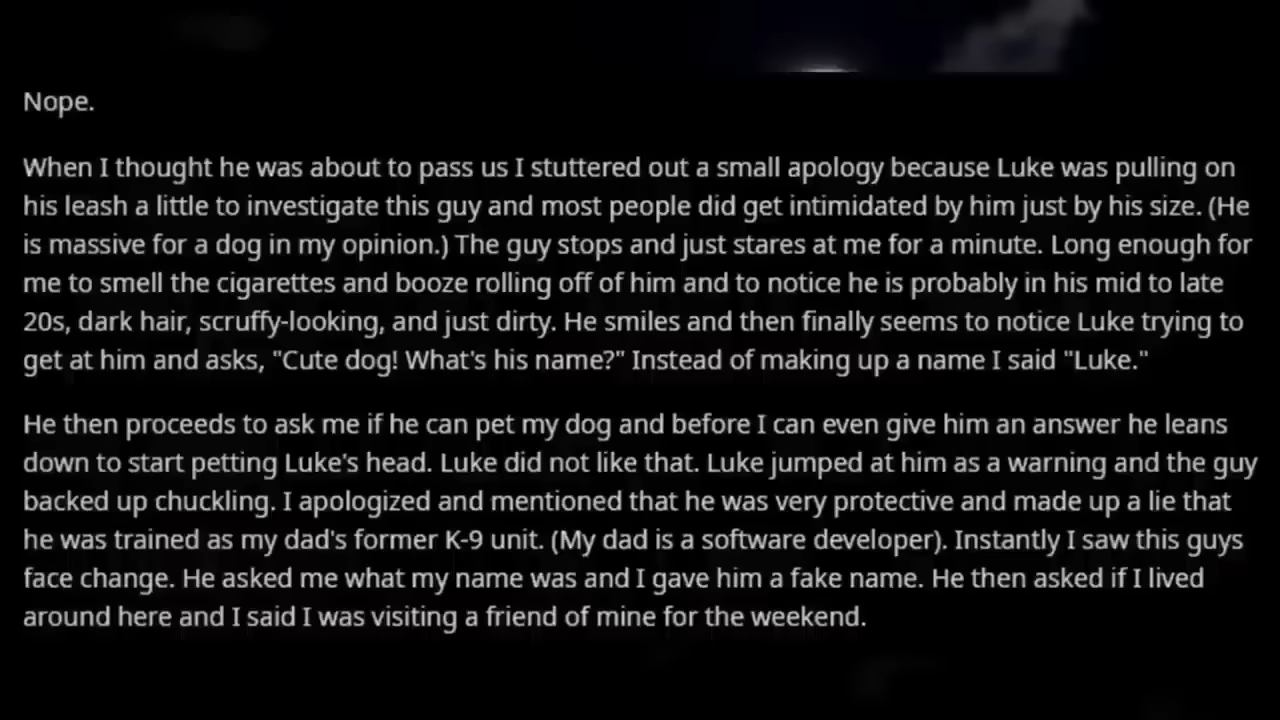 Nope.
When I thought he was about to pass us I stuttered out a small apology because Luke was pulling on
his leash a little to investigate this guy and most people did get intimidated by him just by his size. (He
is massive for a dog in my opinion.) The guy stops and just stares at me for a minute. Long enough for
me to smell the cigarettes and booze rolling off of him and to notice he is probably in his mid to late
20s, dark hair, scruffy-looking, and just dirty. He smiles and then finally seems to notice Luke trying to
get at him and asks, "Cute dog! What's his name?" Instead of making up a name I said "Luke."
He then proceeds to ask me if he can pet my dog and before I can even give him an answer he leans
down to start petting Luke's head. Luke did not like that. Luke jumped at him as a warning and the guy
backed up chuckling. I apologized and mentioned that he was very protective and made up a lie that
he was trained as my dad's former K-9 unit. (My dad is a software developer). Instantly I saw this guys
face change. He asked me what my name was and I gave him a fake name. He then asked if I lived
around here and I said I was visiting a friend of mine for the weekend.